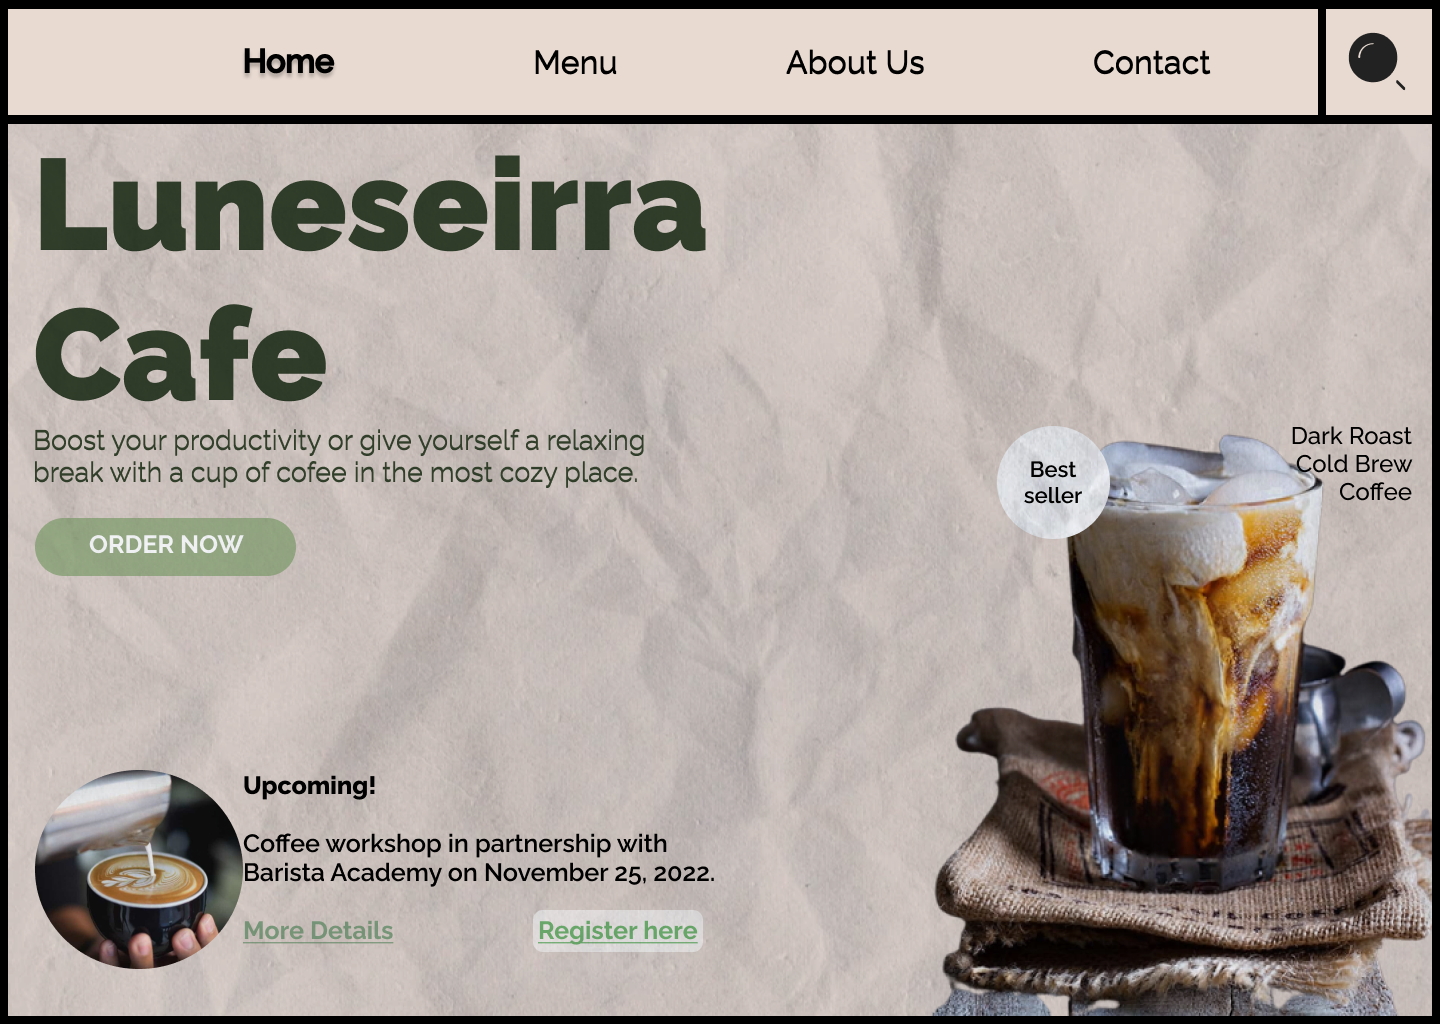 Home
Menu
About Us
Contact
Luneseirra
Cafe
Boost your productivity or give yourself a relaxing
break with a cup of cofee in the most cozy place.
ORDER NOW
Best
seller
Dark Roast
Cold Brew
Coffee
Upcoming!
Coffee workshop in partnership with
Barista Academy on November 25, 2022.
More Details
Register here